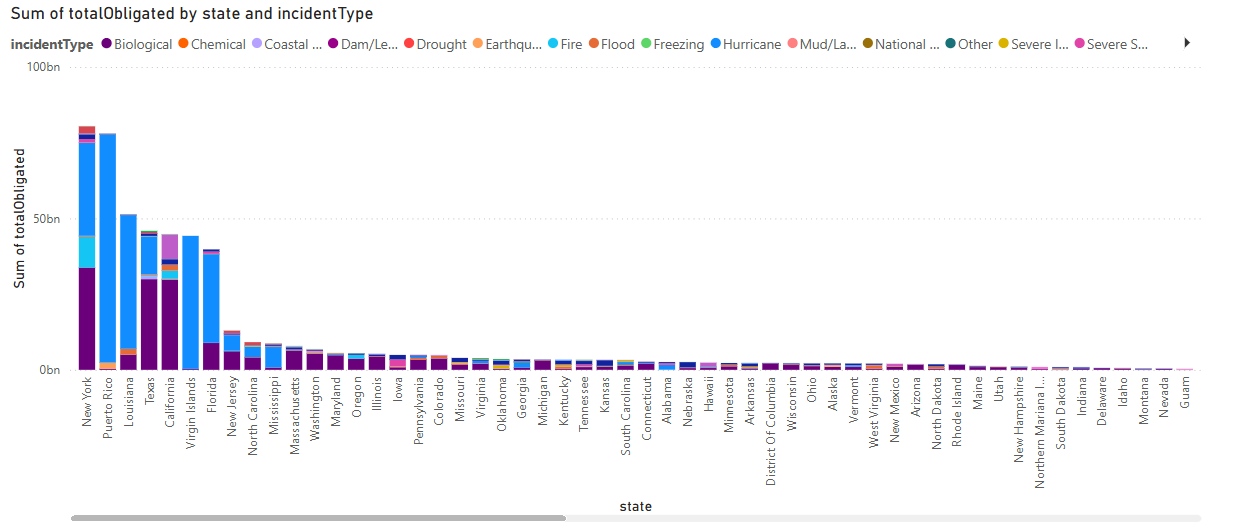 Sum of totalObligated by state and incidentType
incidentType Biological Chemical Coastal ... Dam/Le... Drought Earthqu... Fire Flood Freezing Hurricane Mud/La... National ... Other Severe I... Severe S...
100bn
50bn
0bn
Sum of totalObligated
New York
Puerto Rico
Louisiana
Texas
California
Virgin Islands
Florida
New Jersey
North Carolina
Mississippi
Massachusetts
Washington
Maryland
Oregon
Illinois
Iowa
Pennsylvania
Colorado
Missouri
Virginia
Oklahoma
Georgia
Michigan
Kentucky
Tennessee
Kansas
South Carolina
Connecticut
Alabama
Nebraska
Hawaii
Minnesota
Arkansas
District Of Columbia
Wisconsin
Ohio
Alaska
Vermont
West Virginia
New Mexico
Arizona
North Dakota
Rhode Island
Maine
Utah
New Hampshire
Northern Mariana I...
South Dakota
Indiana
Delaware
Idaho
Montana
Nevada
Guam
state